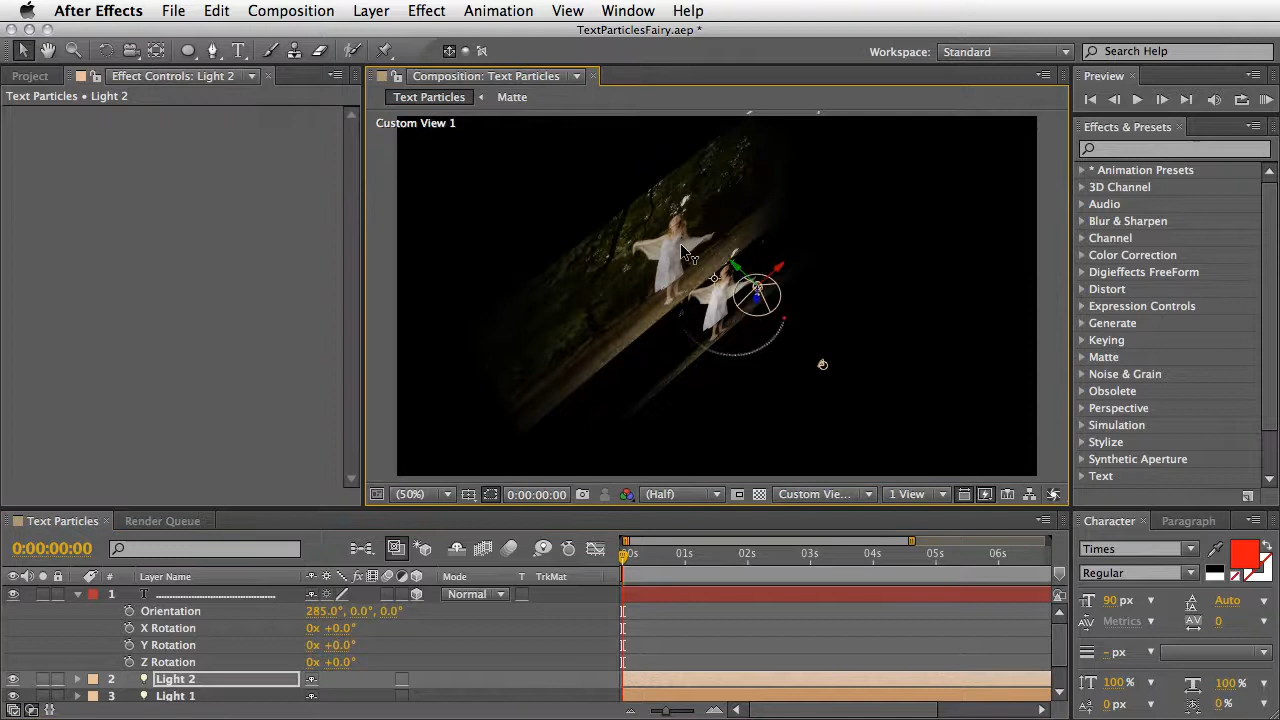 After Effects File Edit Composition Layer Effect Animation View Window Help
TextParticlesFairy.aep *
T Workspace: Standard Search Help
Project Effect Controls: Light 2 Composition: Text Particles Preview
Text Particles • Light 2 Text Particles Matte
Custom View 1
Effects & Presets
* Animation Presets
3D Channel
Audio
Blur & Sharpen
Channel
Color Correction
Digieffects FreeForm
Distort
Expression Controls
Generate
Keying
Matte
Noise & Grain
Obsolete
Perspective
Simulation
Stylize
Synthetic Aperture
Text
(50%) 0:00:00:00 (Half) Custom Vie... 1 View
Text Particles Render Queue Character Paragraph
0:00:00:00 00s 01s 02s 03s 04s 05s 06s Times
# Layer Name Mode T TrkMat Regular
1 T Normal
Orientation 285.0°, 0.0°, 0.0° 90 px Auto
X Rotation 0x +0.0° Metrics 0
Y Rotation 0x +0.0° - px
Z Rotation 0x +0.0°
2 Light 2 100 % 100 %
3 Light 1 0 px 0 %